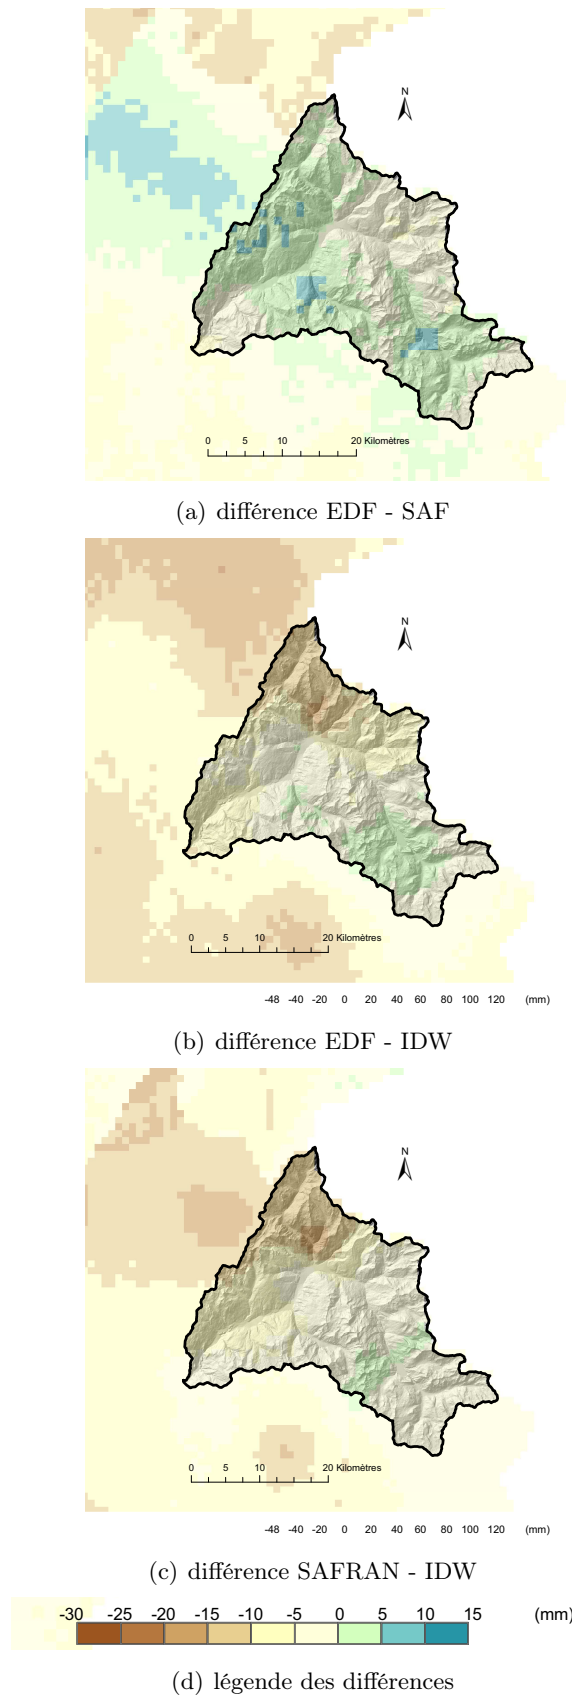 N
0 5 10 20 Kilomètres
(a) différence EDF - SAF
N
0 5 10 20 Kilomètres
-48 -40 -20 0 20 40 60 80 100 120 (mm)
(b) différence EDF - IDW
N
0 5 10 20 Kilomètres
-48 -40 -20 0 20 40 60 80 100 120 (mm)
(c) différence SAFRAN - IDW
-30 -25 -20 -15 -10 -5 0 5 10 15 (mm)
(d) légende des différences